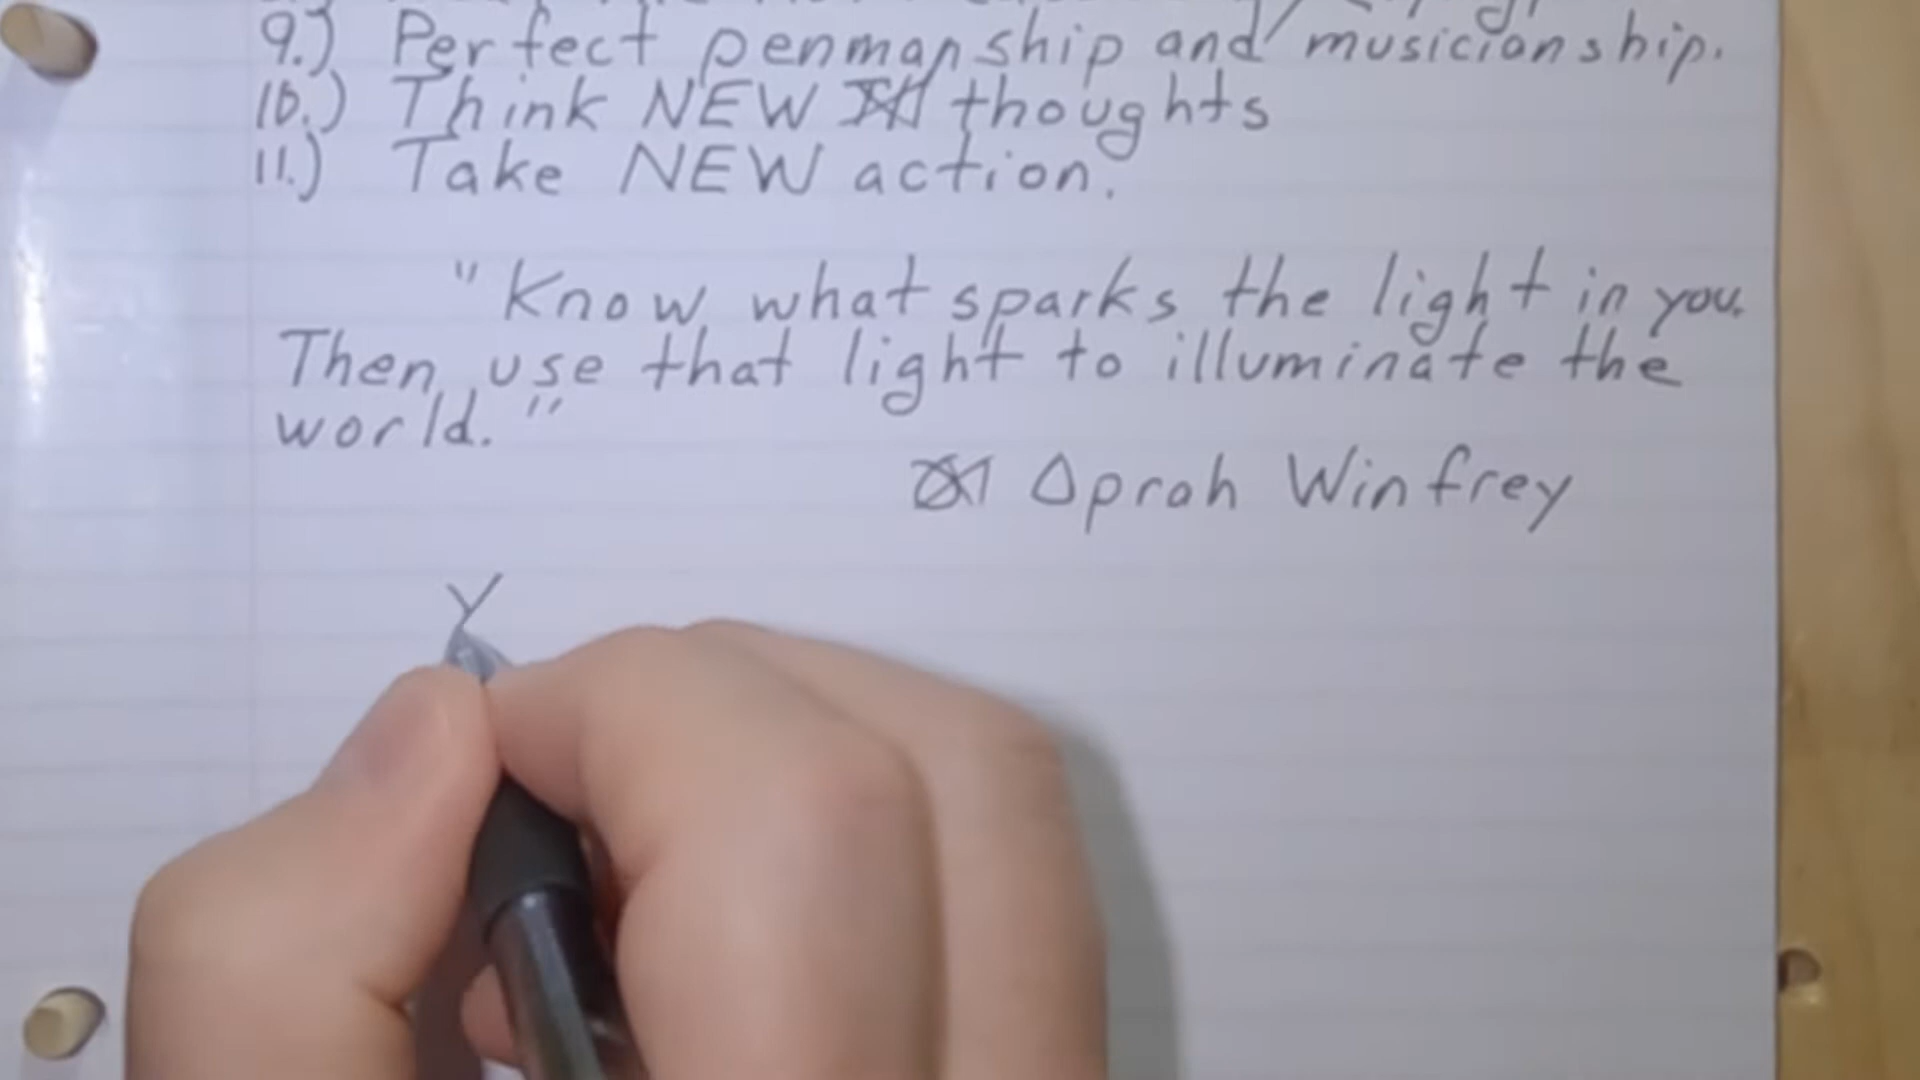 9.) Perfect penmanship and musicianship.
10.) Think NEW thoughts
11.) Take NEW action.
"Know what sparks the light in you.
Then use that light to illuminate the
world."
Oprah Winfrey
Y